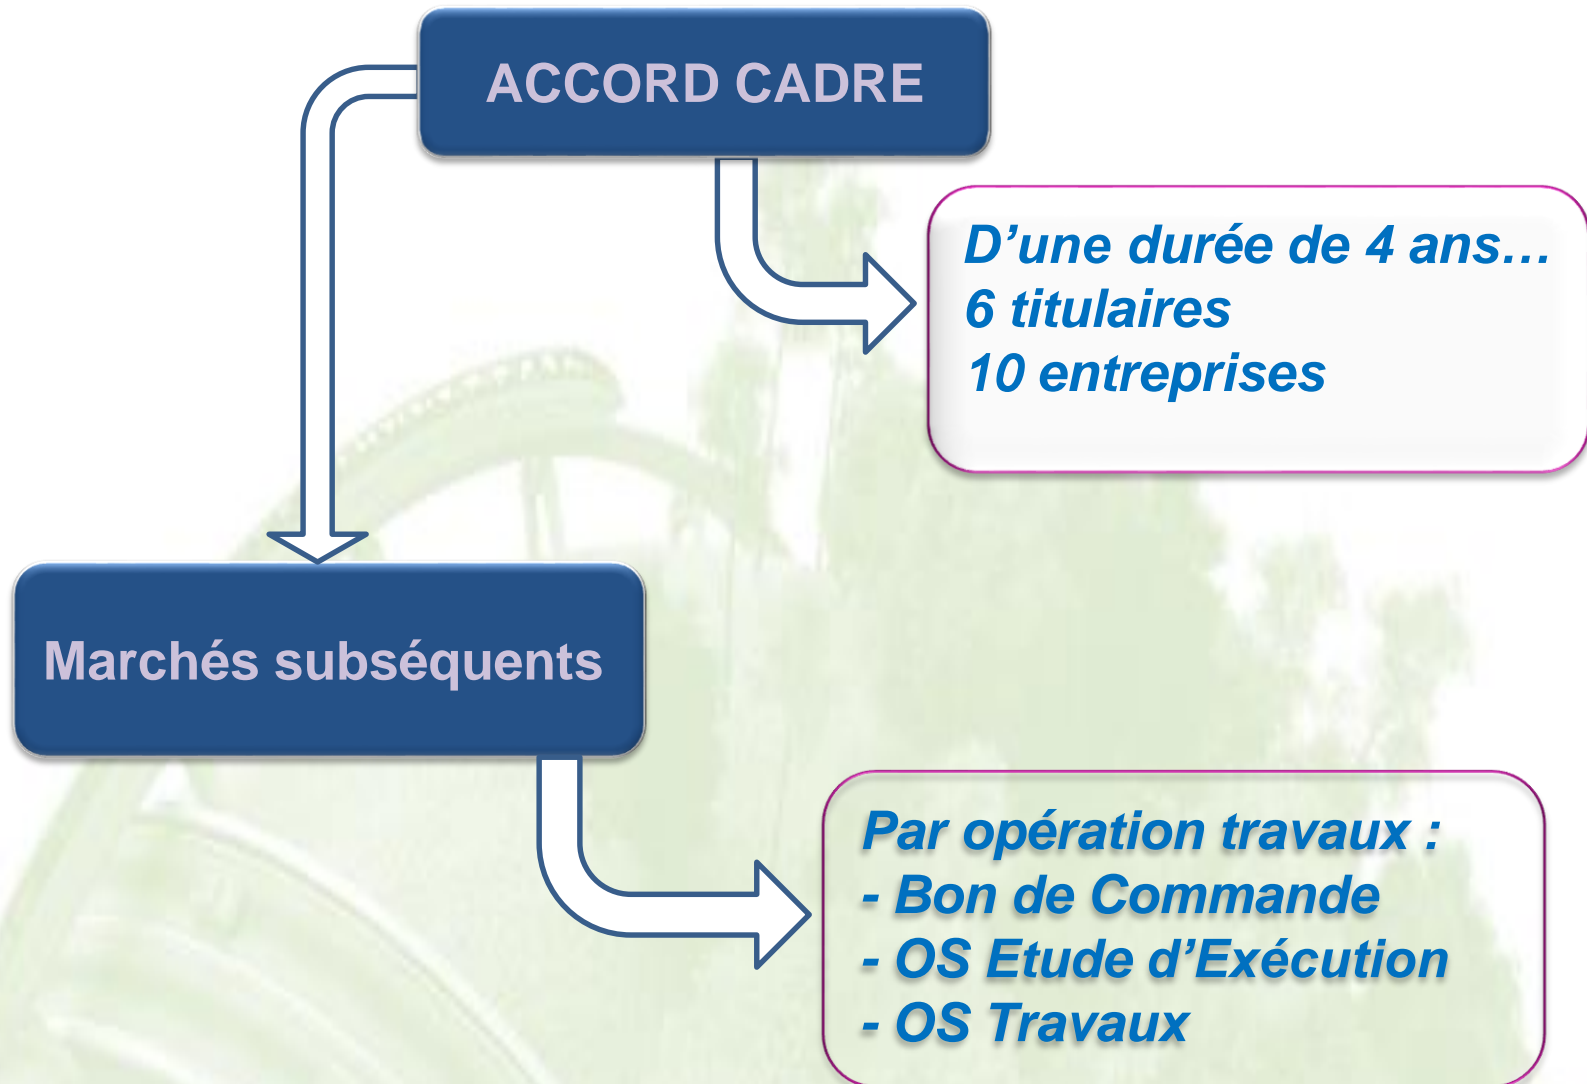 ACCORD CADRE
D’une durée de 4 ans…
6 titulaires
10 entreprises
Marchés subséquents
Par opération travaux :
- Bon de Commande
- OS Etude d’Exécution
- OS Travaux